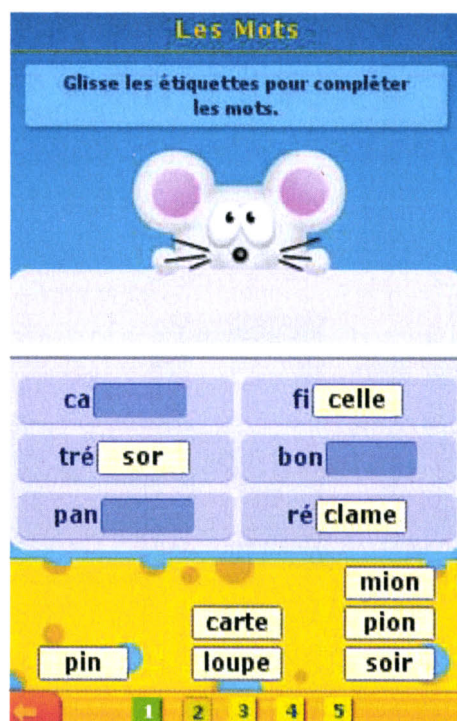 Les Mots
Glisse les étiquettes pour compléter
les mots.
ca
fi celle
tré sor
bon
pan
ré clame
mion
carte
pion
pin
loupe
soir
1 2 3 4 5